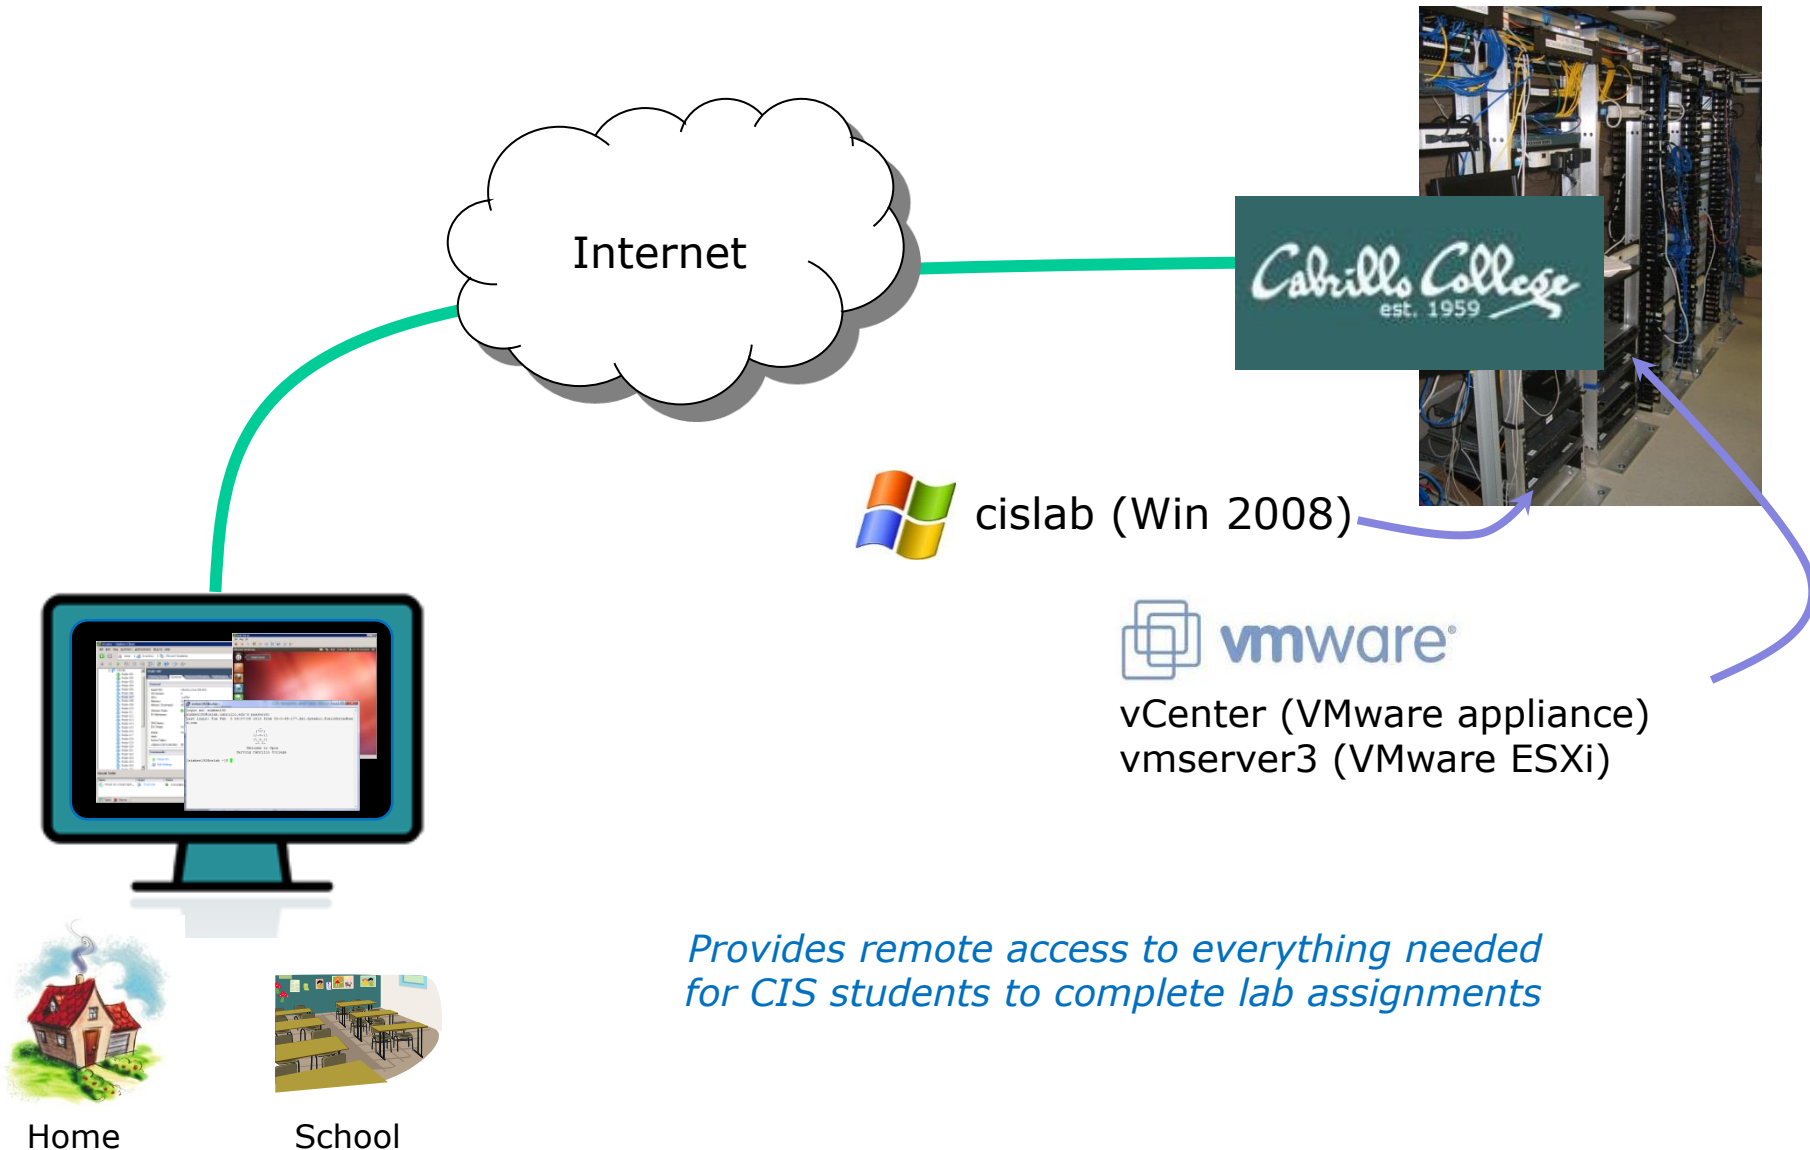 Internet
Cabrillo College
est. 1959
cislab (Win 2008)
vmware®
vCenter (VMware appliance)
vmserver3 (VMware ESXi)
Provides remote access to everything needed
for CIS students to complete lab assignments
Home
School